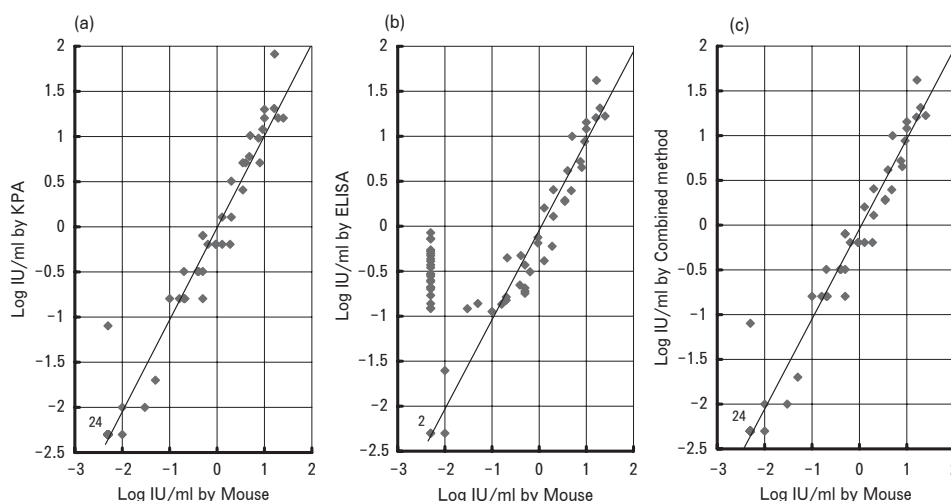 (a)
Log IU/ml by KPA
2
1.5
1
0.5
0
−0.5
−1
−1.5
−2
−2.5
24
−3 −2 −1 0 1 2
Log IU/ml by Mouse
(b)
Log IU/ml by ELISA
2
1.5
1
0.5
0
−0.5
−1
−1.5
−2
−2.5
2
−3 −2 −1 0 1 2
Log IU/ml by Mouse
(c)
Log IU/ml by Combined method
2
1.5
1
0.5
0
−0.5
−1
−1.5
−2
−2.5
24
−3 −2 −1 0 1 2
Log IU/ml by Mouse